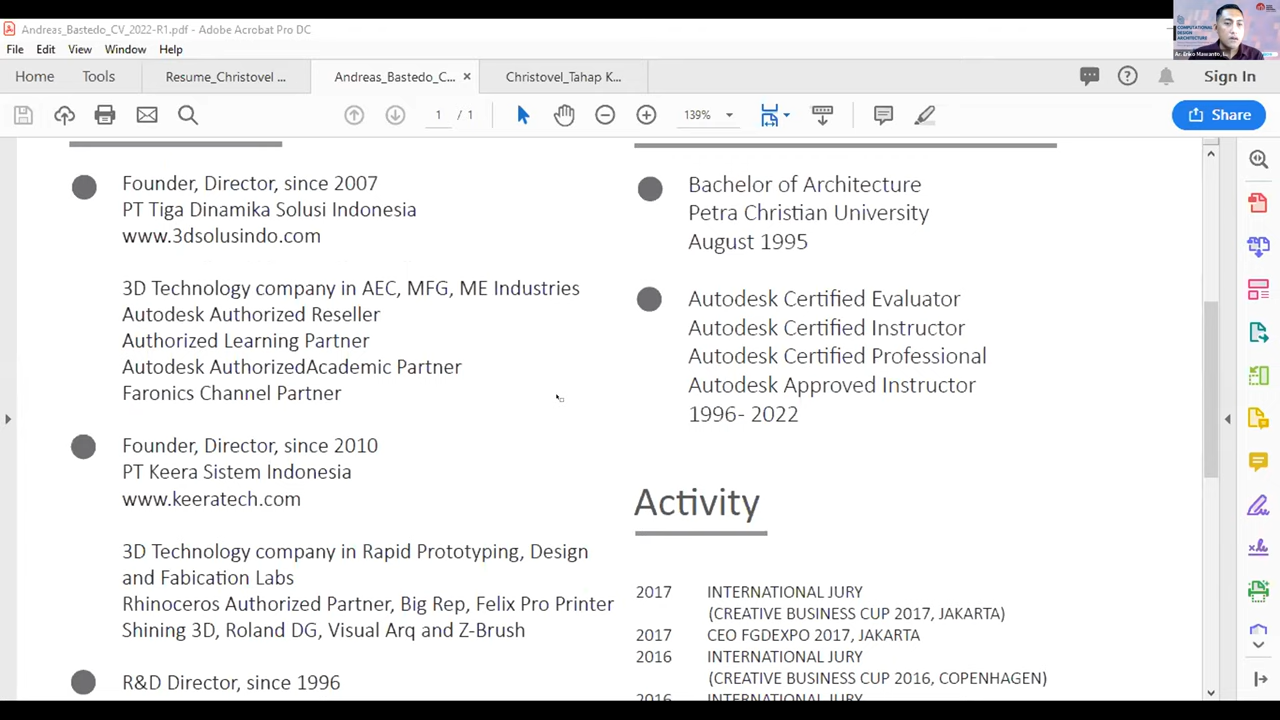 Andreas_Bastedo_CV_2022-R1.pdf - Adobe Acrobat Pro DC
File Edit View Window Help
Home Tools Resume_Christovel ... Andreas_Bastedo_C... × Christovel_Tahap K... Sign In
1 / 1 139% Share
Founder, Director, since 2007
PT Tiga Dinamika Solusi Indonesia
www.3dsolusindo.com
3D Technology company in AEC, MFG, ME Industries
Autodesk Authorized Reseller
Authorized Learning Partner
Autodesk AuthorizedAcademic Partner
Faronics Channel Partner
Founder, Director, since 2010
PT Keera Sistem Indonesia
www.keeratech.com
3D Technology company in Rapid Prototyping, Design
and Fabication Labs
Rhinoceros Authorized Partner, Big Rep, Felix Pro Printer
Shining 3D, Roland DG, Visual Arq and Z-Brush
R&D Director, since 1996
Bachelor of Architecture
Petra Christian University
August 1995
Autodesk Certified Evaluator
Autodesk Certified Instructor
Autodesk Certified Professional
Autodesk Approved Instructor
1996- 2022
Activity
2017 INTERNATIONAL JURY
(CREATIVE BUSINESS CUP 2017, JAKARTA)
2017 CEO FGDEXPO 2017, JAKARTA
2016 INTERNATIONAL JURY
(CREATIVE BUSINESS CUP 2016, COPENHAGEN)
2016 INTERNATIONAL JURY
COMPUTATIONAL
DESIGN
ARCHITECTURE